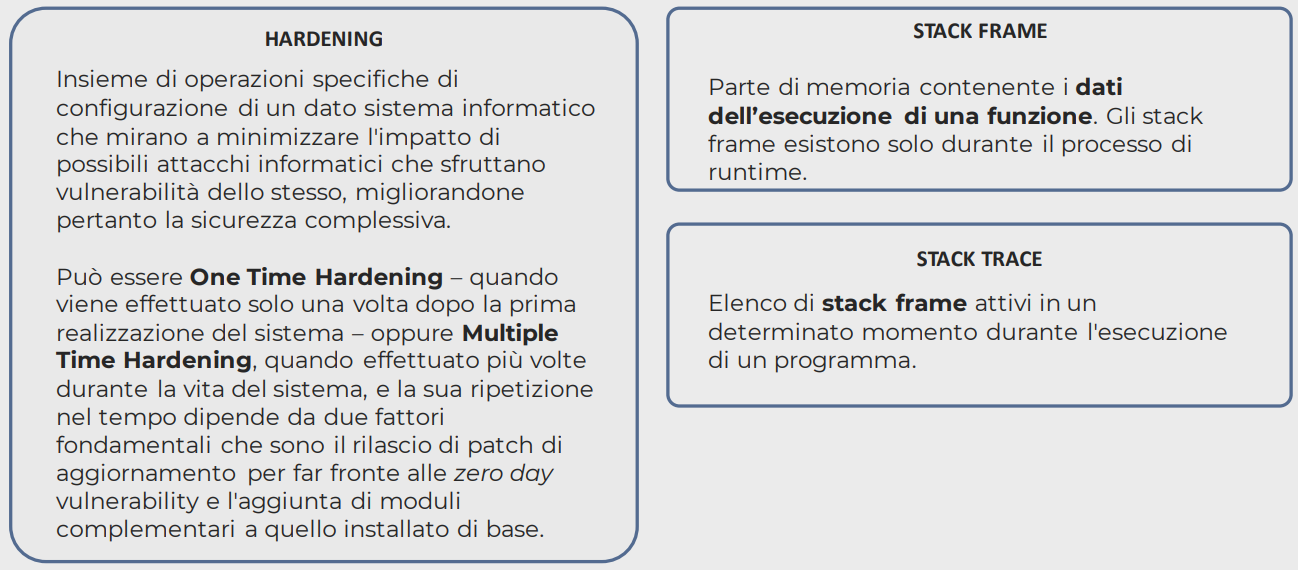 HARDENING
Insieme di operazioni specifiche di
configurazione di un dato sistema informatico
che mirano a minimizzare l'impatto di
possibili attacchi informatici che sfruttano
vulnerabilità dello stesso, migliorandone
pertanto la sicurezza complessiva.
Può essere One Time Hardening – quando
viene effettuato solo una volta dopo la prima
realizzazione del sistema – oppure Multiple
Time Hardening, quando effettuato più volte
durante la vita del sistema, e la sua ripetizione
nel tempo dipende da due fattori
fondamentali che sono il rilascio di patch di
aggiornamento per far fronte alle zero day
vulnerability e l'aggiunta di moduli
complementari a quello installato di base.
STACK FRAME
Parte di memoria contenente i dati
dell’esecuzione di una funzione. Gli stack
frame esistono solo durante il processo di
runtime.
STACK TRACE
Elenco di stack frame attivi in un
determinato momento durante l'esecuzione
di un programma.